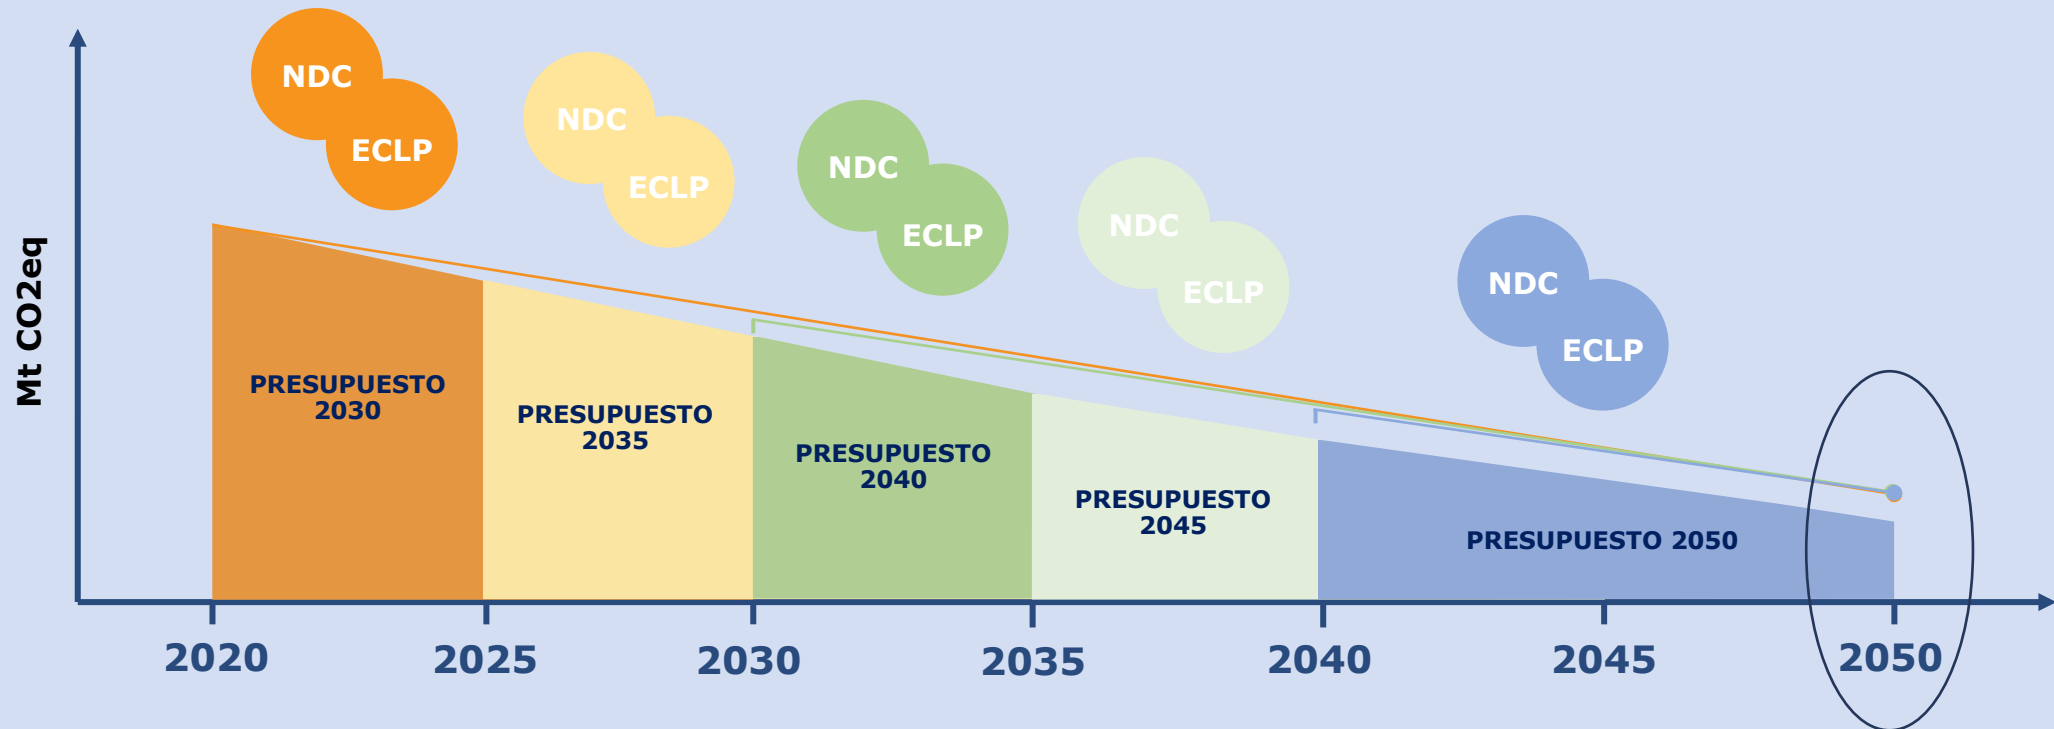 Mt CO2eq
NDC
ECLP
NDC
ECLP
NDC
ECLP
NDC
ECLP
NDC
ECLP
PRESUPUESTO
2030
PRESUPUESTO
2035
PRESUPUESTO
2040
PRESUPUESTO
2045
PRESUPUESTO 2050
2020
2025
2030
2035
2040
2045
2050